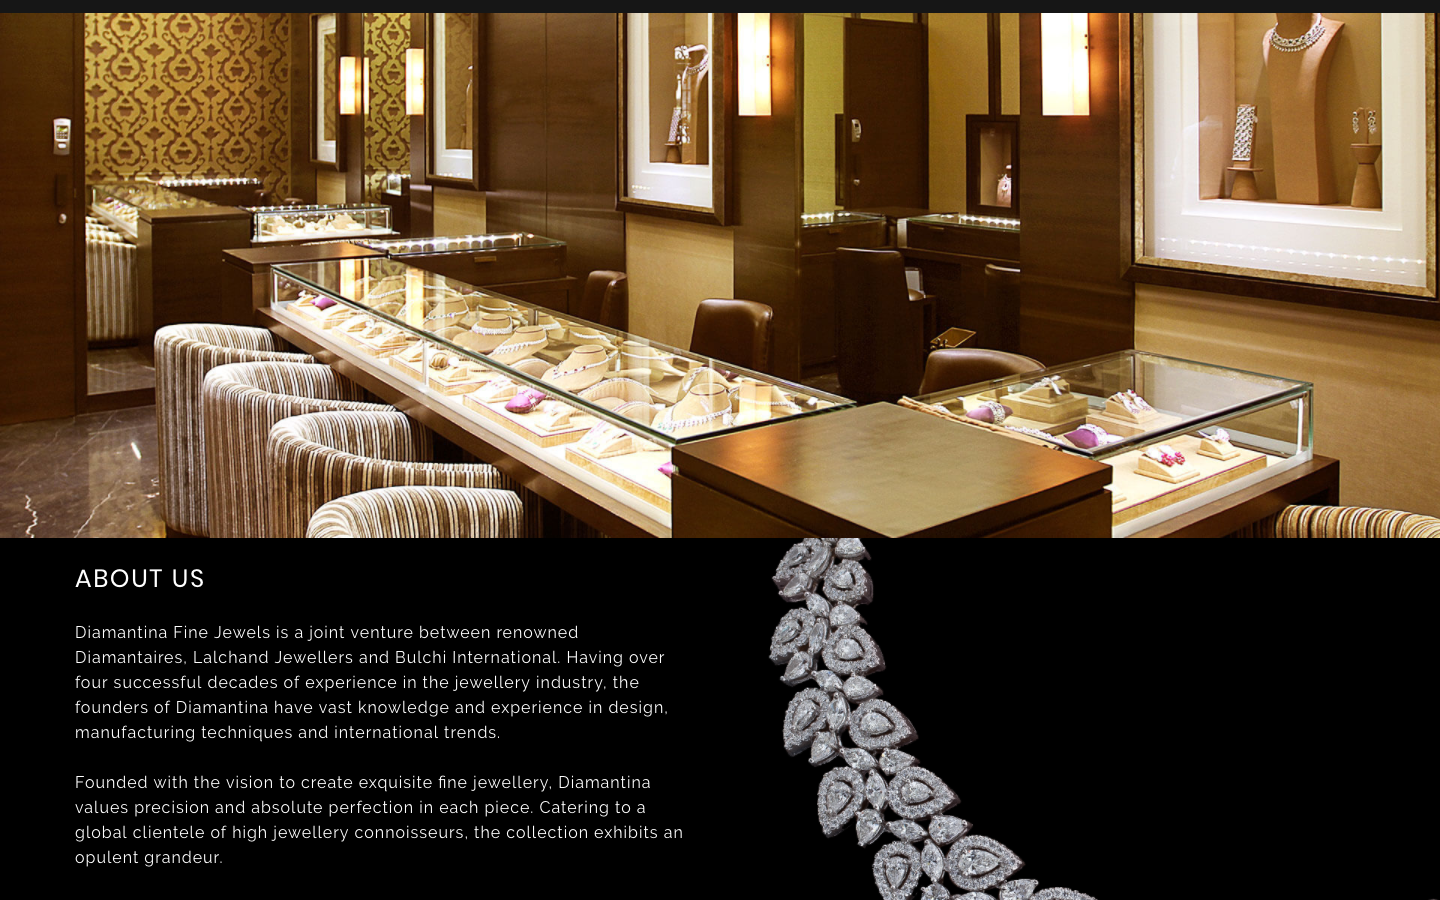 ABOUT US
Diamantina Fine Jewels is a joint venture between renowned
Diamantaires, Lalchand Jewellers and Bulchi International. Having over
four successful decades of experience in the jewellery industry, the
founders of Diamantina have vast knowledge and experience in design,
manufacturing techniques and international trends.
Founded with the vision to create exquisite fine jewellery, Diamantina
values precision and absolute perfection in each piece. Catering to a
global clientele of high jewellery connoisseurs, the collection exhibits an
opulent grandeur.